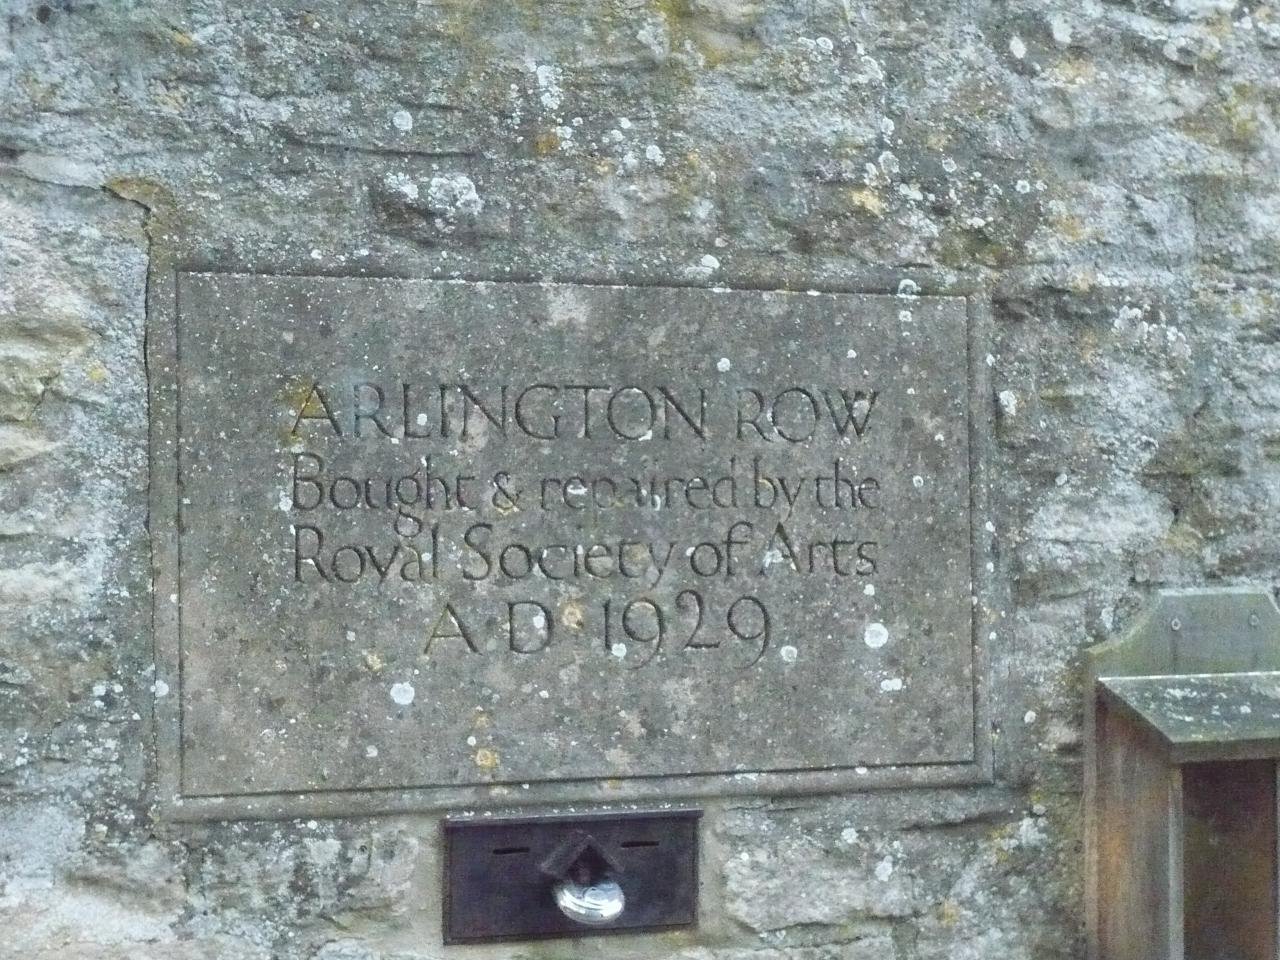 ARLINGTON ROW
Bought & repaired by the
Royal Society of Arts
A D 1929